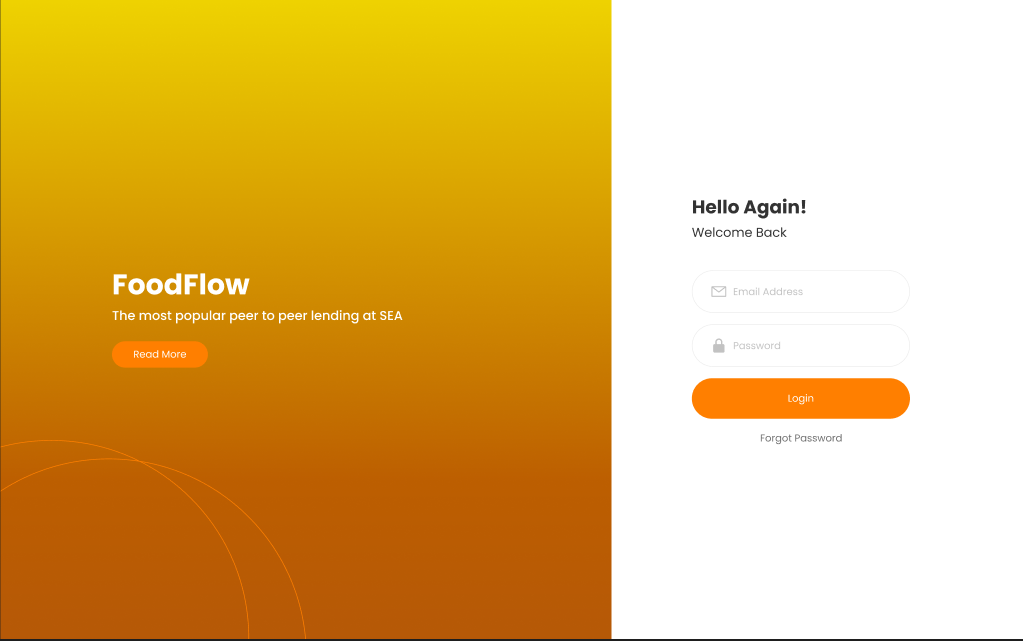 FoodFlow
The most popular peer to peer lending at SEA
Read More
Hello Again!
Welcome Back
Email Address
Password
Login
Forgot Password